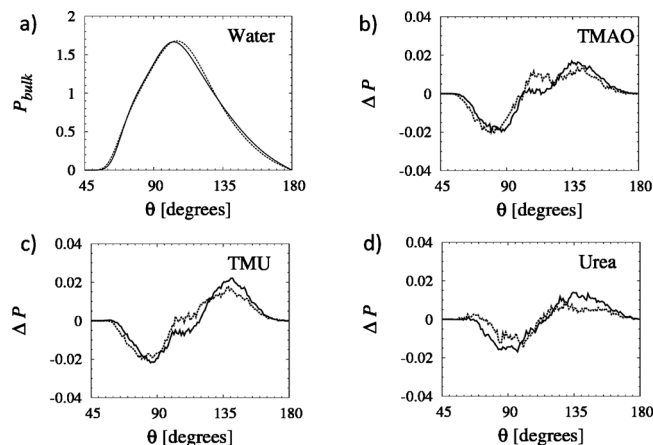 a)
Water
P_bulk
2
1.5
1
0.5
0
45 90 135 180
θ [degrees]
b)
TMAO
Δ P
0.04
0.02
0
-0.02
-0.04
45 90 135 180
θ [degrees]
c)
TMU
Δ P
0.04
0.02
0
-0.02
-0.04
45 90 135 180
θ [degrees]
d)
Urea
Δ P
0.04
0.02
0
-0.02
-0.04
45 90 135 180
θ [degrees]